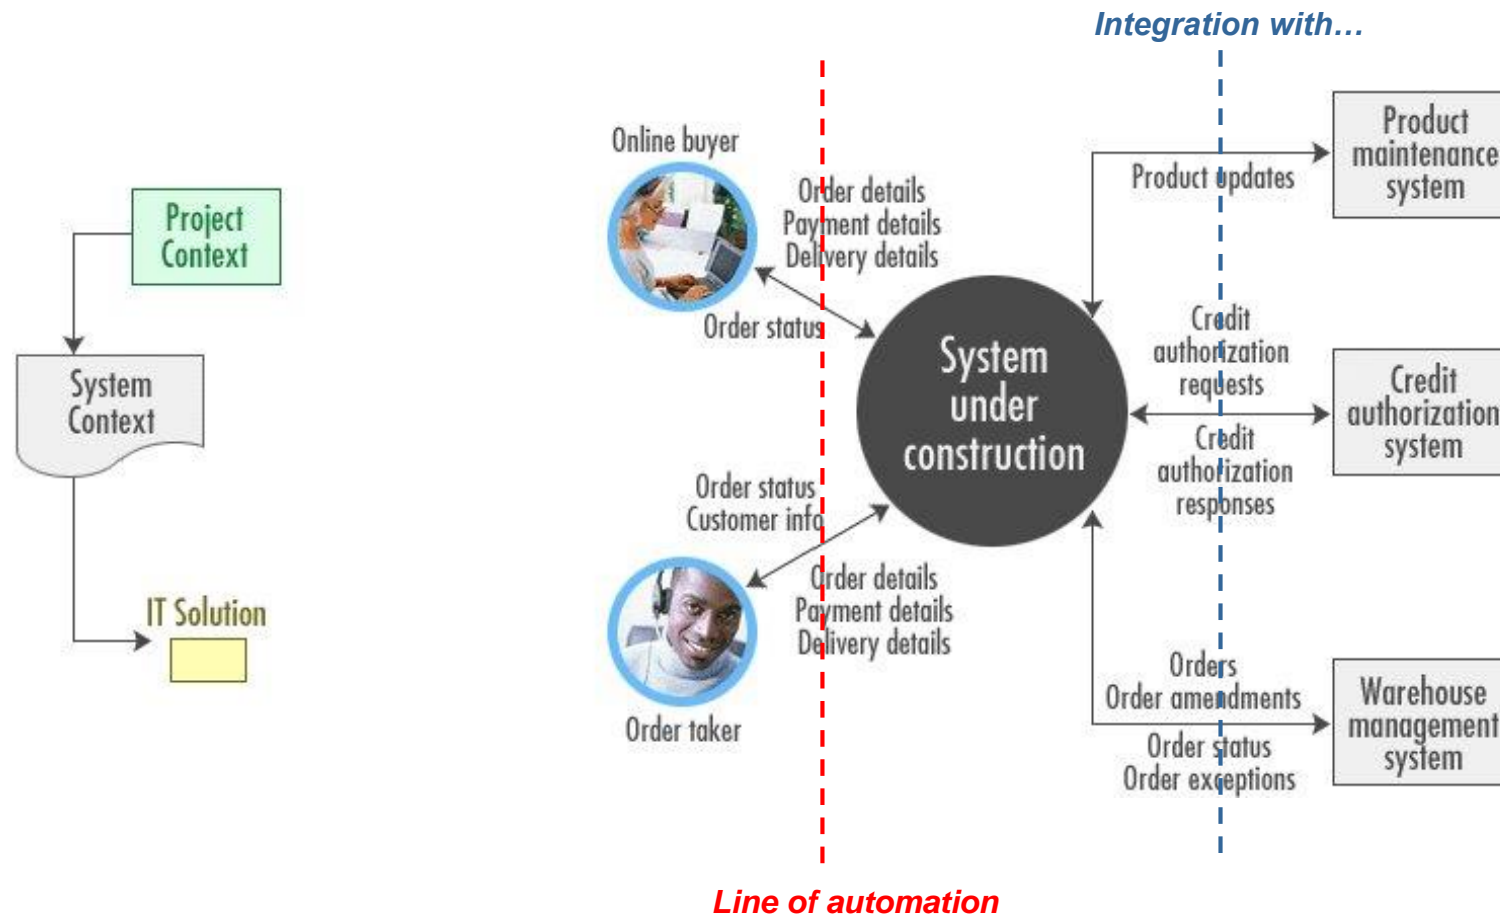 Integration with…
Project
Context
System
Context
IT Solution
Online buyer
Order details
Payment details
Delivery details
Order status
System
under
construction
Order status
Customer info
Order details
Payment details
Delivery details
Order taker
Product updates
Product
maintenance
system
Credit
authorization
requests
Credit
authorization
responses
Credit
authorization
system
Orders
Order amendments
Order status
Order exceptions
Warehouse
management
system
Line of automation